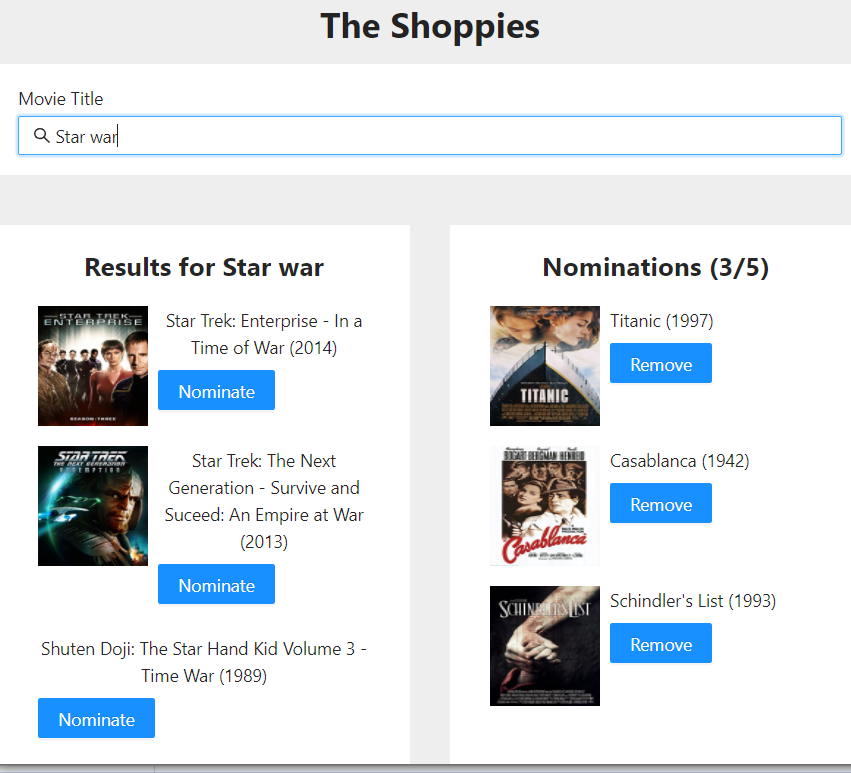 The Shoppies
Movie Title
Star war
Results for Star war
STAR TREK
ENTERPRISE
SEASON THREE
Star Trek: Enterprise - In a
Time of War (2014)
Nominate
STAR TREK
THE NEXT GENERATION
REDEMPTION
Star Trek: The Next
Generation - Survive and
Suceed: An Empire at War
(2013)
Nominate
Shuten Doji: The Star Hand Kid Volume 3 -
Time War (1989)
Nominate
Nominations (3/5)
TITANIC
Titanic (1997)
Remove
BOGART BERGMAN HENREID
Casablanca
Casablanca (1942)
Remove
SCHINDLER'S LIST
Schindler's List (1993)
Remove